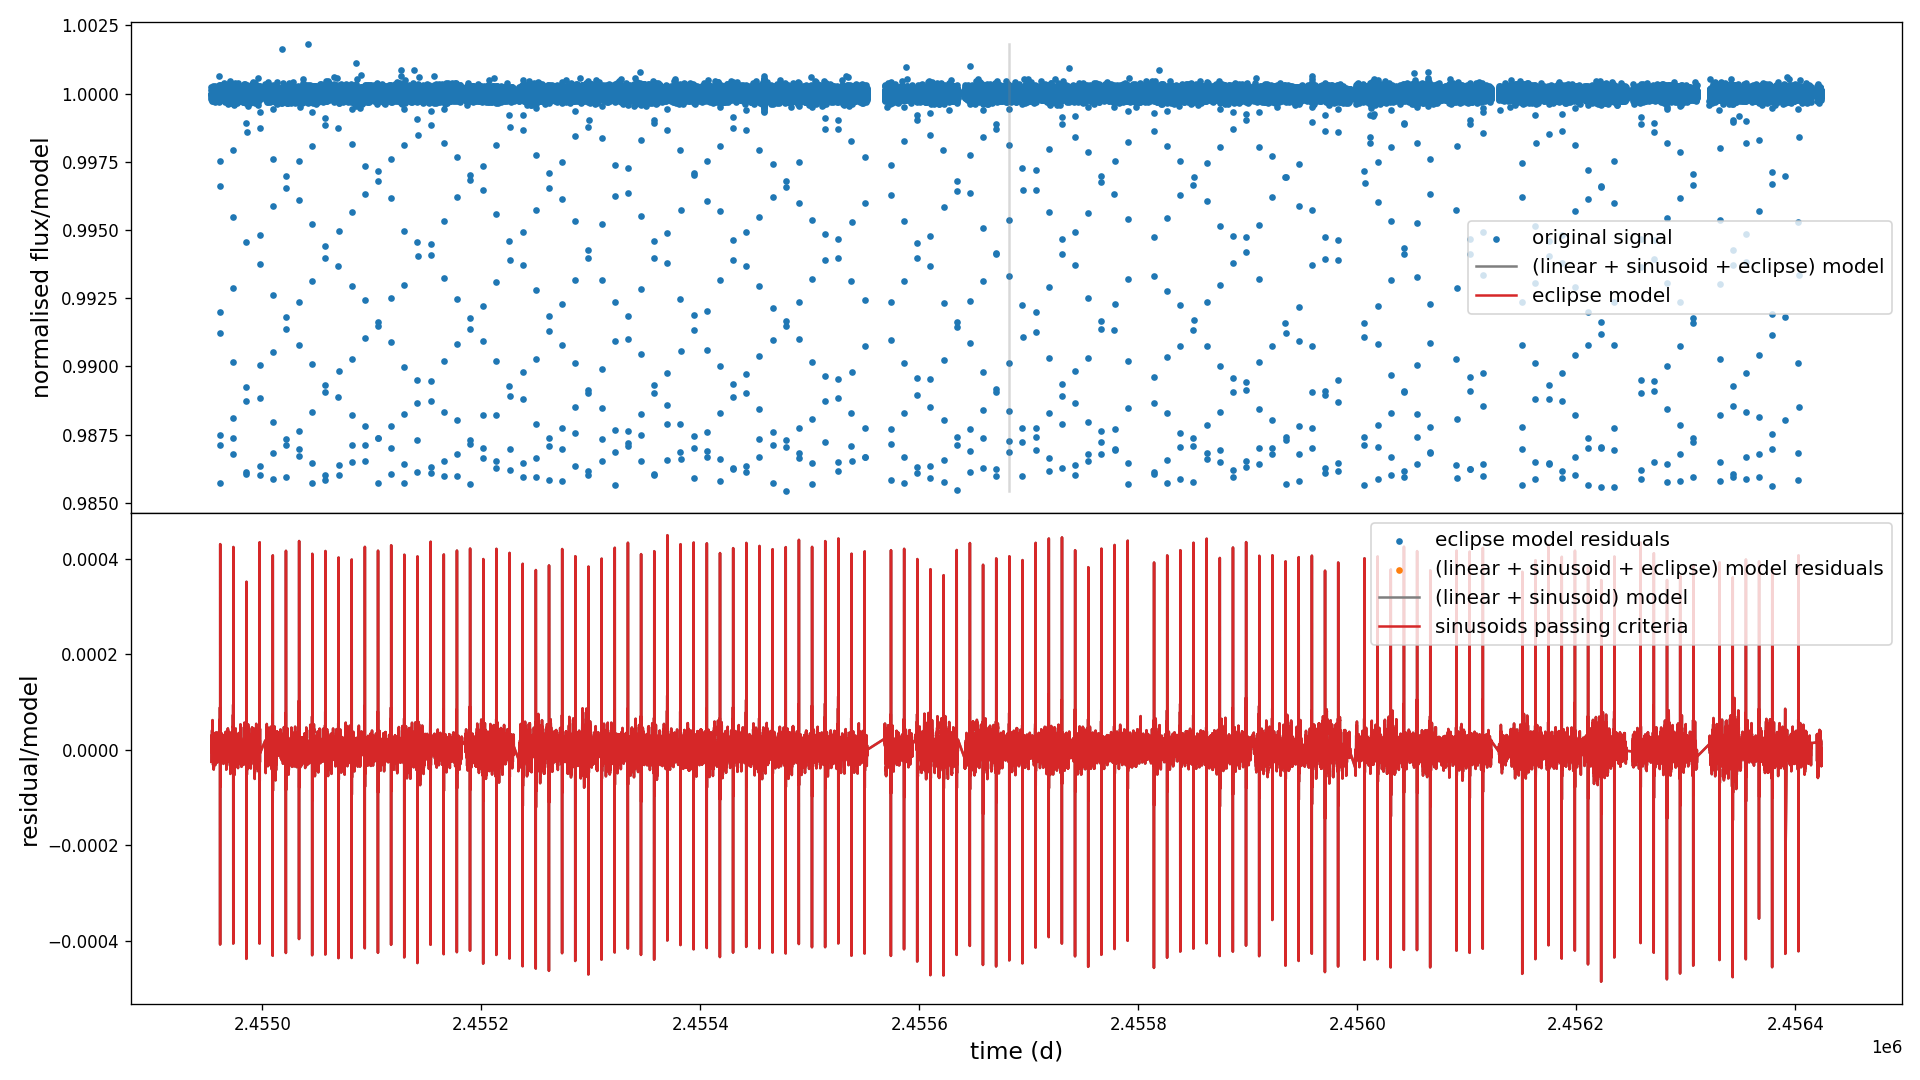 1.0025
1.0000
0.9975
0.9950
0.9925
0.9900
0.9875
0.9850
normalised flux/model
original signal
(linear + sinusoid + eclipse) model
eclipse model
0.0004
0.0002
0.0000
−0.0002
−0.0004
residual/model
eclipse model residuals
(linear + sinusoid + eclipse) model residuals
(linear + sinusoid) model
sinusoids passing criteria
2.4550 2.4552 2.4554 2.4556 2.4558 2.4560 2.4562 2.4564
1e6
time (d)